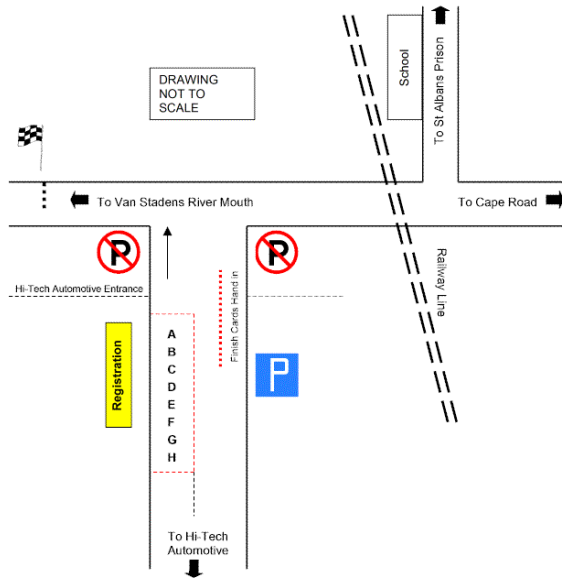 To St Albans Prison
School
DRAWING
NOT TO
SCALE
To Van Stadens River Mouth
To Cape Road
P
P
Hi-Tech Automotive Entrance
Railway Line
Finish Cards Hand in
Registration
A
B
C
D
E
F
G
H
P
To Hi-Tech
Automotive